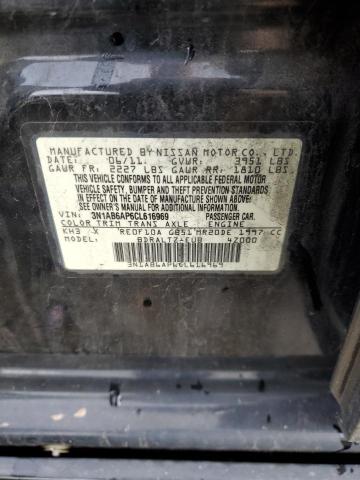 MANUFACTURED BY NISSAN MOTOR CO., LTD.
DATE: 06/11. GVWR: 3951 LBS
GAWR FR: 2227 LBS GAWR RR: 1810 LBS
THIS VEHICLE CONFORMS TO ALL APPLICABLE FEDERAL MOTOR
VEHICLE SAFETY, BUMPER AND THEFT PREVENTION STANDARDS
IN EFFECT ON THE DATE OF MANUFACTURE SHOWN ABOVE.
SEE OWNER'S MANUAL FOR ADDITIONAL INFORMATION
VIN: 3N1AB6AP6CL616969 PASSENGER CAR.
COLOR TRIM TRANS AXLE ENGINE
KH3 X RE0F10A GB51 MR20DE 1997 CC
MODEL: BDRALTZ-EUB 47000
3N1AB6AP6CL616969